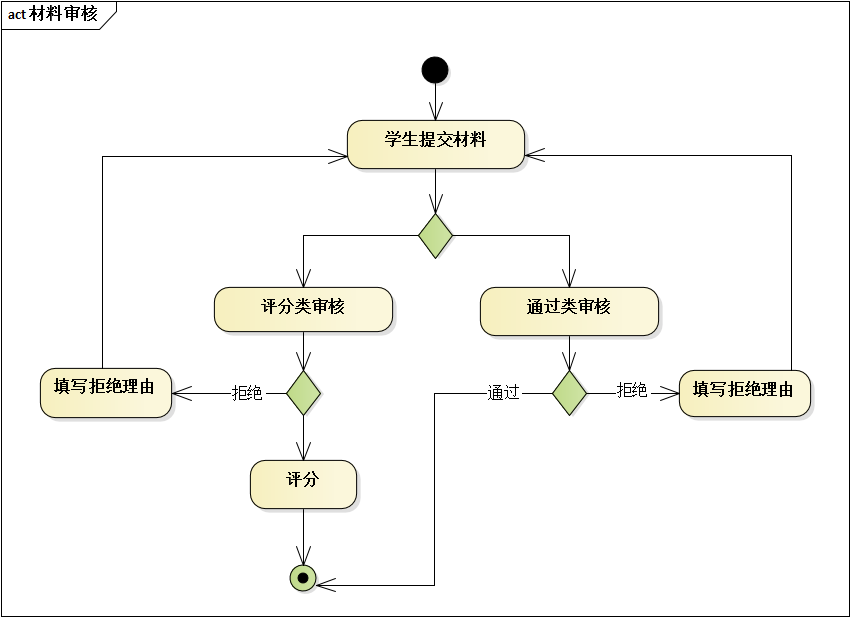 act 材料审核
学生提交材料
评分类审核
通过类审核
填写拒绝理由
拒绝
通过
拒绝
填写拒绝理由
评分